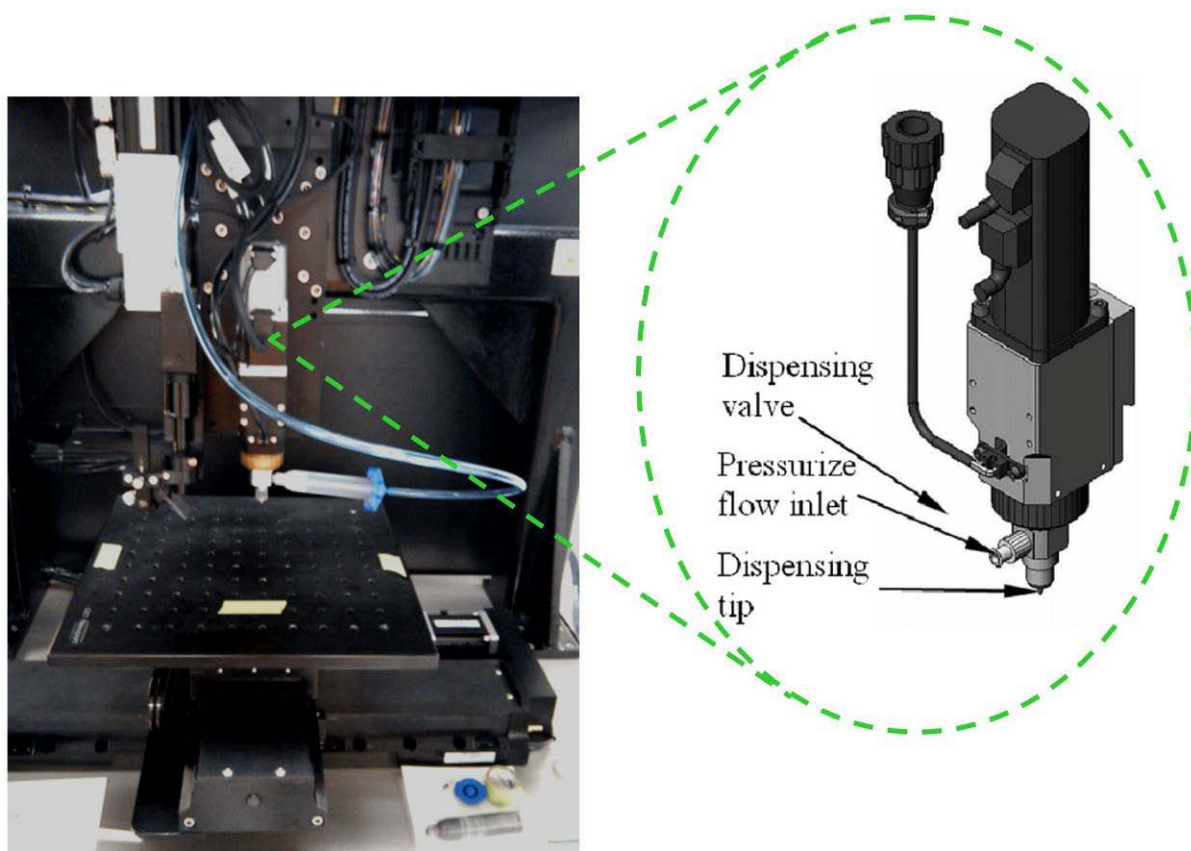 Dispensing
valve
Pressurize
flow inlet
Dispensing
tip